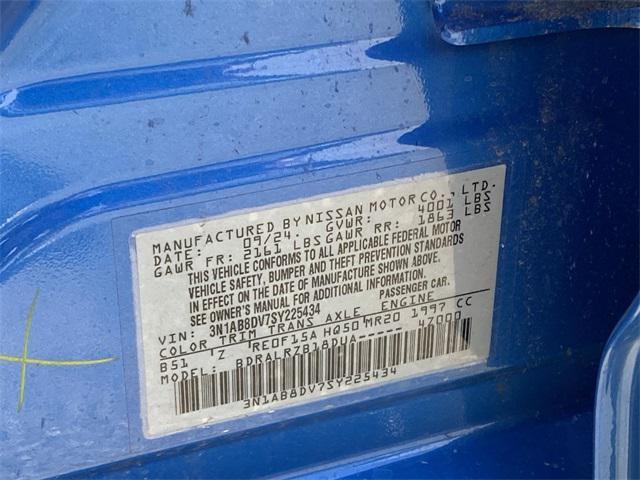 MANUFACTURED BY NISSAN MOTOR CO., LTD.
DATE: 09/24. GVWR: 4001 LBS
GAWR FR: 2161 LBS GAWR RR: 1863 LBS
THIS VEHICLE CONFORMS TO ALL APPLICABLE FEDERAL MOTOR
VEHICLE SAFETY, BUMPER AND THEFT PREVENTION STANDARDS
IN EFFECT ON THE DATE OF MANUFACTURE SHOWN ABOVE.
SEE OWNER'S MANUAL FOR ADDITIONAL INFORMATION.
VIN: 3N1AB8DV7SY225434 PASSENGER CAR.
COLOR TRIM TRANS AXLE ENGINE
B51 Z RE0F15A HQ50 MR20 1997 CC
MODEL: BDRALRZB18DUA----- 47000
3N1AB8DV7SY225434